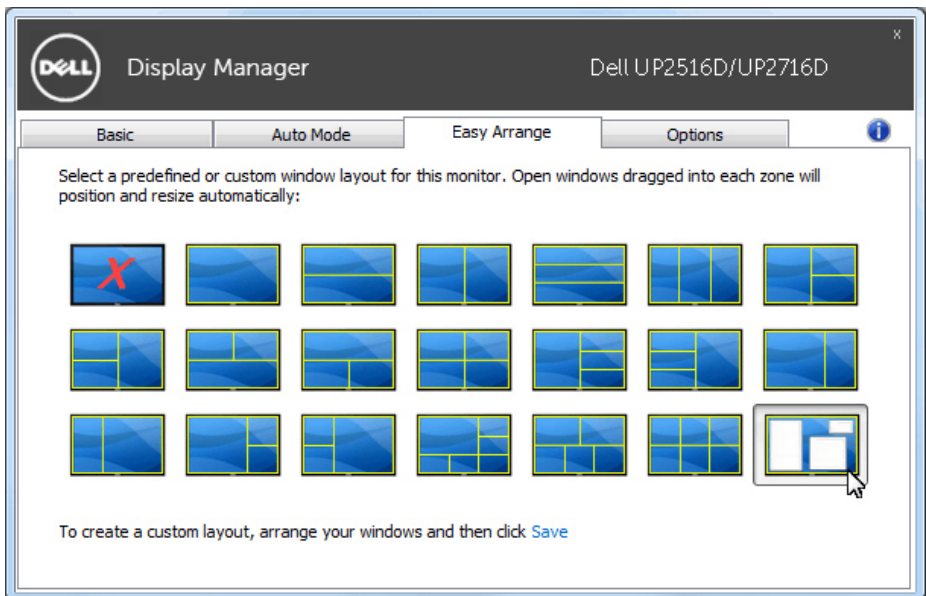 x
DELL Display Manager Dell UP2516D/UP2716D
Basic Auto Mode Easy Arrange Options i
Select a predefined or custom window layout for this monitor. Open windows dragged into each zone will
position and resize automatically:
X
To create a custom layout, arrange your windows and then click Save